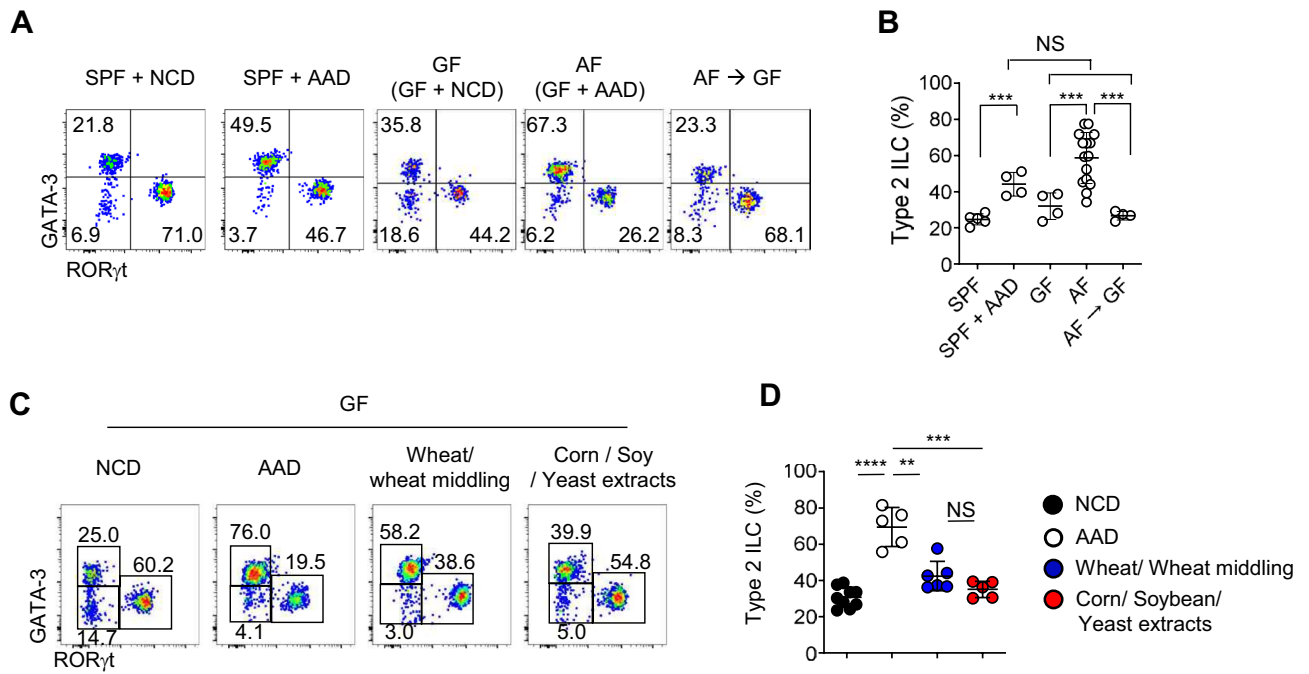 A
SPF + NCD
SPF + AAD
GF
(GF + NCD)
AF
(GF + AAD)
AF → GF
21.8
6.9
71.0
49.5
3.7
46.7
35.8
18.6
44.2
67.3
6.2
26.2
23.3
8.3
68.1
GATA-3
RORγt
B
NS
***
***
***
Type 2 ILC (%)
100
80
60
40
20
0
SPF
SPF + AAD
GF
AF
AF → GF
C
GF
NCD
AAD
Wheat/
wheat middling
Corn / Soy
/ Yeast extracts
25.0
60.2
14.7
76.0
19.5
4.1
58.2
38.6
3.0
39.9
54.8
5.0
GATA-3
RORγt
D
***
****
**
NS
Type 2 ILC (%)
100
80
60
40
20
0
NCD
AAD
Wheat/ Wheat middling
Corn/ Soybean/
Yeast extracts